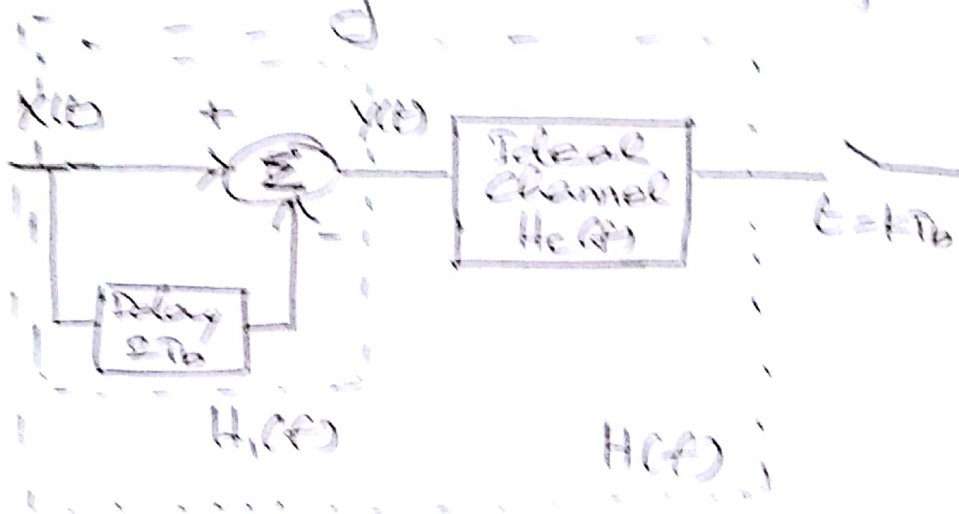 X(t)
+
Y(t)
Σ
Ideal
Channel
Hc(f)
t = kTb
-
Delay
2Tb
H1(f)
H(f)